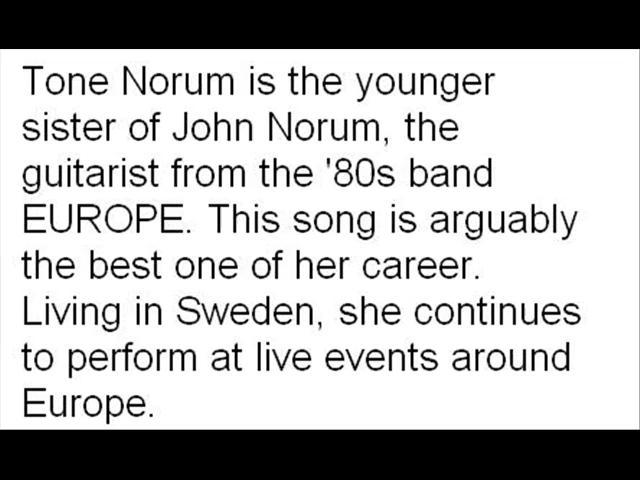 Tone Norum is the younger
sister of John Norum, the
guitarist from the '80s band
EUROPE. This song is arguably
the best one of her career.
Living in Sweden, she continues
to perform at live events around
Europe.